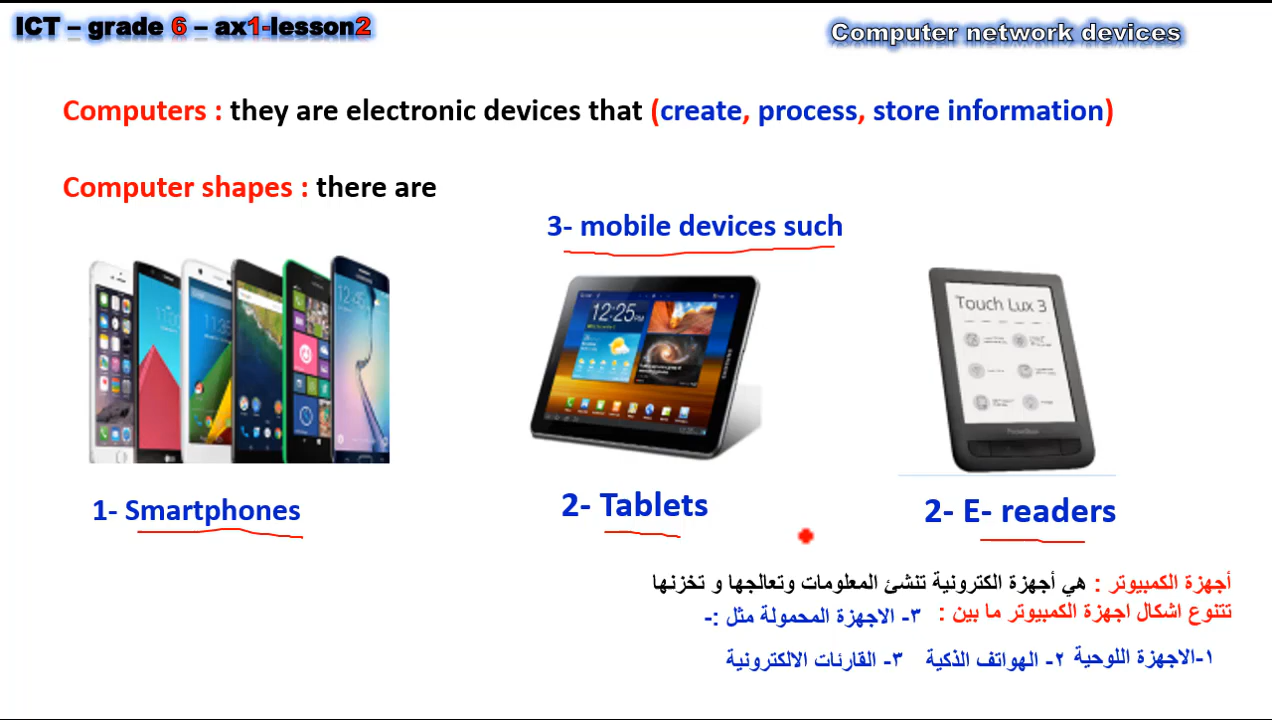 ICT – grade 6 – ax1-lesson2
Computer network devices
Computers : they are electronic devices that (create, process, store information)
Computer shapes : there are
3- mobile devices such
12:25
Touch Lux 3
1- Smartphones
2- Tablets
2- E- readers
أجهزة الكمبيوتر : هي أجهزة الكترونية تنشئ المعلومات وتعالجها و تخزنها
تتنوع اشكال اجهزة الكمبيوتر ما بين : ٣- الاجهزة المحمولة مثل :-
١-الاجهزة اللوحية ٢- الهواتف الذكية ٣- القارئات الالكترونية